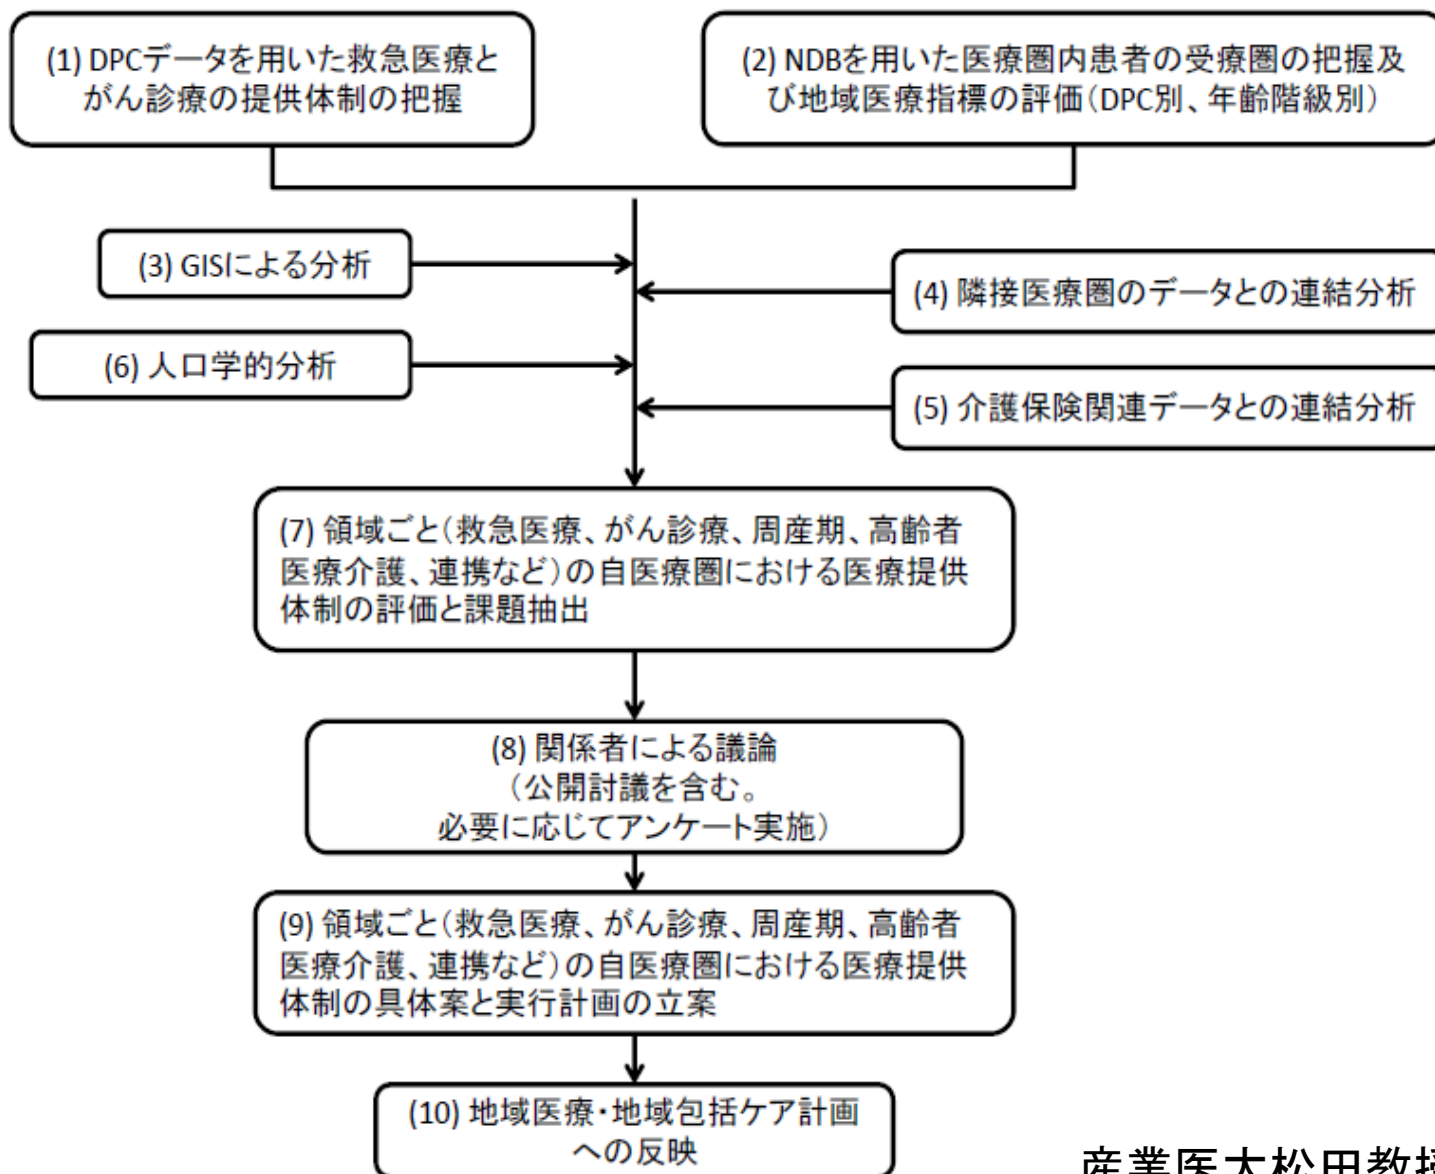 (1) DPCデータを用いた救急医療と
がん診療の提供体制の把握
(2) NDBを用いた医療圏内患者の受療圏の把握及
び地域医療指標の評価(DPC別、年齢階級別)
(3) GISによる分析
(4) 隣接医療圏のデータとの連結分析
(6) 人口学的分析
(5) 介護保険関連データとの連結分析
(7) 領域ごと(救急医療、がん診療、周産期、高齢者
医療介護、連携など)の自医療圏における医療提供
体制の評価と課題抽出
(8) 関係者による議論
(公開討議を含む。
必要に応じてアンケート実施)
(9) 領域ごと(救急医療、がん診療、周産期、高齢者
医療介護、連携など)の自医療圏における医療提供
体制の具体案と実行計画の立案
(10) 地域医療・地域包括ケア計画
への反映
産業医大松田教授